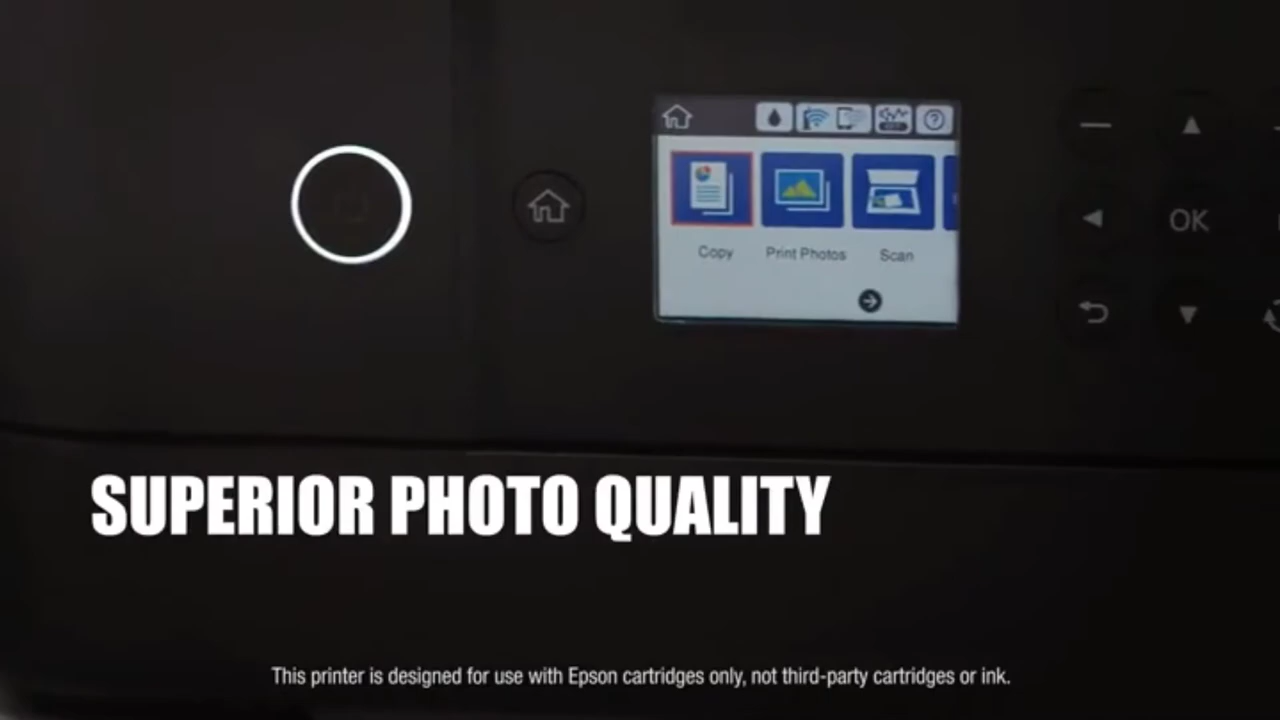 Copy
Print Photos
Scan
OK
SUPERIOR PHOTO QUALITY
This printer is designed for use with Epson cartridges only, not third-party cartridges or ink.